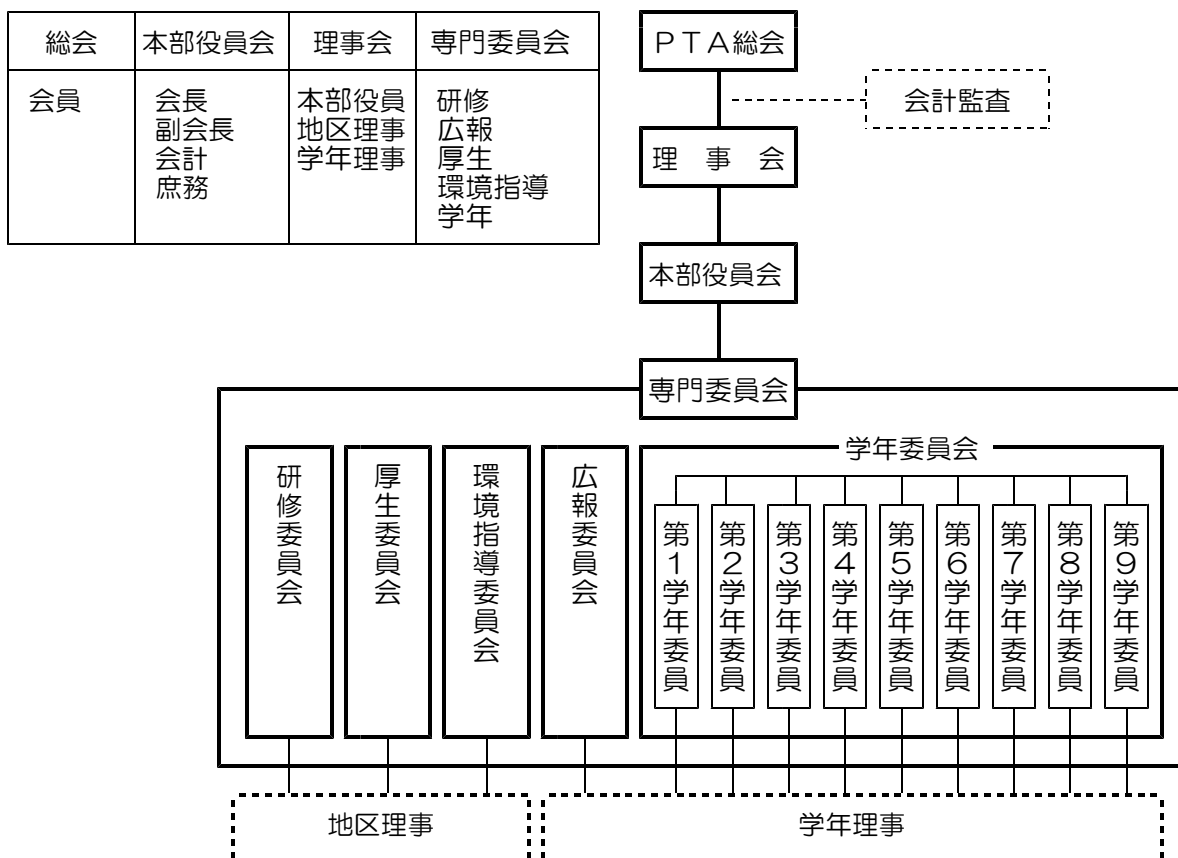 総会 本部役員会 理事会 専門委員会
会員 会長 本部役員 研修
副会長 地区理事 広報
会計 学年理事 厚生
庶務 環境指導
学年
ＰＴＡ総会
会計監査
理 事 会
本部役員会
専門委員会
研修委員会
厚生委員会
環境指導委員会
広報委員会
学年委員会
第１学年委員
第２学年委員
第３学年委員
第４学年委員
第５学年委員
第６学年委員
第７学年委員
第８学年委員
第９学年委員
地区理事
学年理事